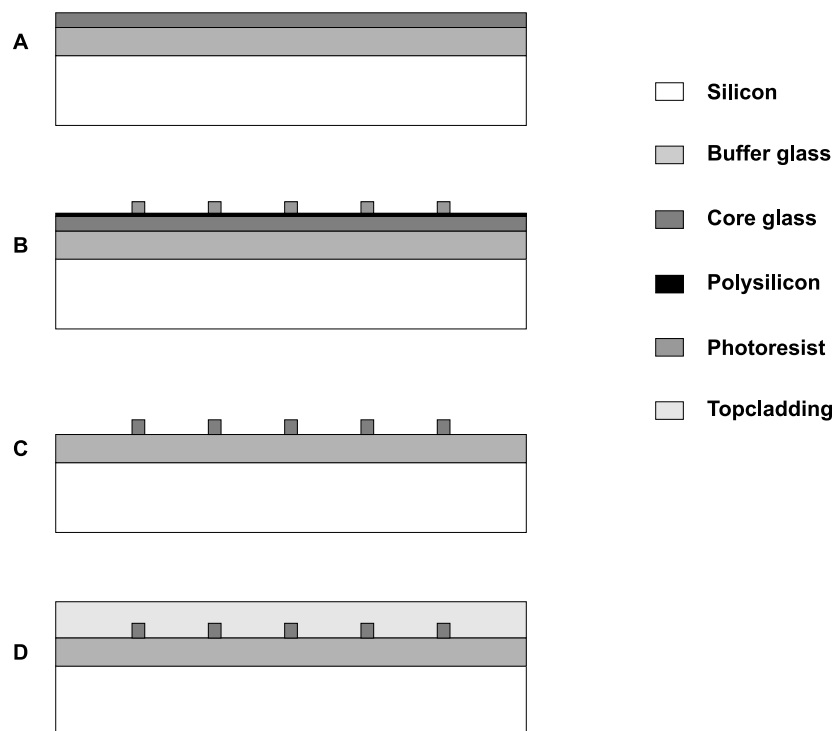 A
Silicon
Buffer glass
B
Core glass
Polysilicon
Photoresist
Topcladding
C
D